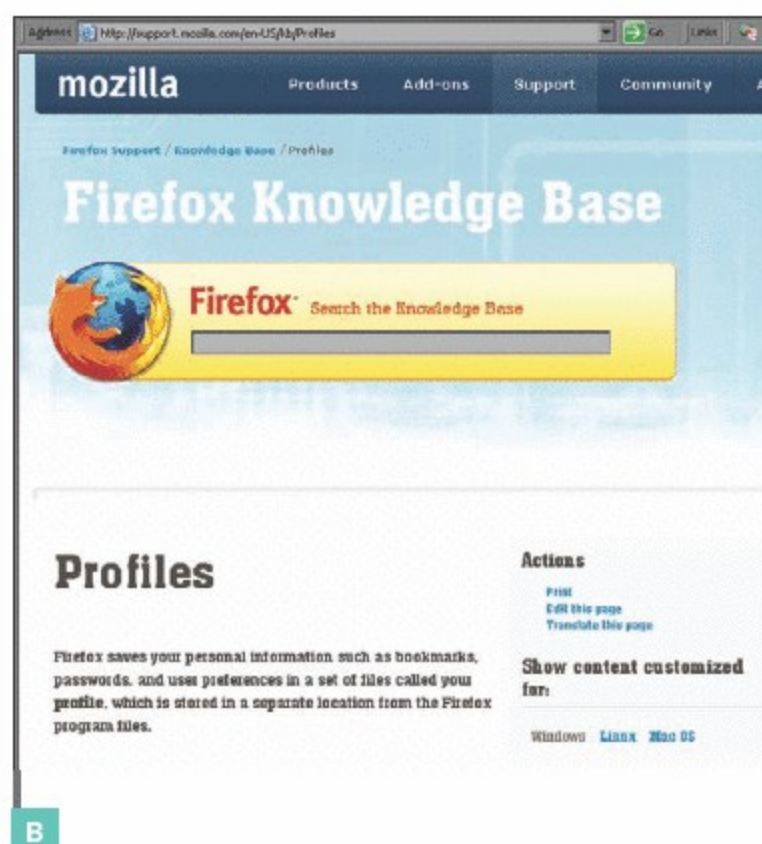 Address http://support.mozilla.com/en-US/kb/Profiles Go Links
mozilla Products Add-ons Support Community A
Firefox Support / Knowledge Base / Profiles
Firefox Knowledge Base
Firefox Search the Knowledge Base
Profiles
Firefox saves your personal information such as bookmarks,
passwords, and user preferences in a set of files called your
profile, which is stored in a separate location from the Firefox
program files.
Actions
Print
Edit this page
Translate this page
Show content customized
for:
Windows Linux Mac OS
B